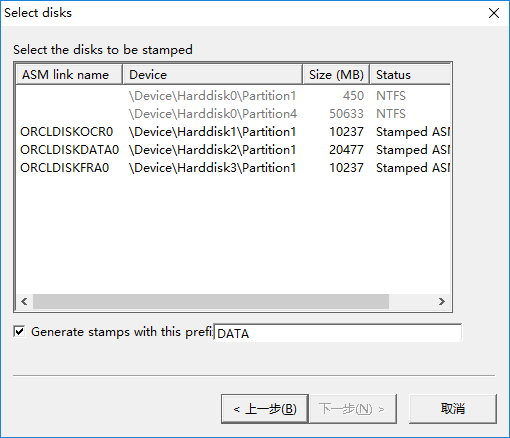 Select disks
Select the disks to be stamped
ASM link name Device Size (MB) Status
\Device\Harddisk0\Partition1 450 NTFS
\Device\Harddisk0\Partition4 50633 NTFS
ORCLDISKOCR0 \Device\Harddisk1\Partition1 10237 Stamped ASM
ORCLDISKDATA0 \Device\Harddisk2\Partition1 20477 Stamped ASM
ORCLDISKFRA0 \Device\Harddisk3\Partition1 10237 Stamped ASM
Generate stamps with this prefi DATA
< 上一步(B) 下一步(N) > 取消